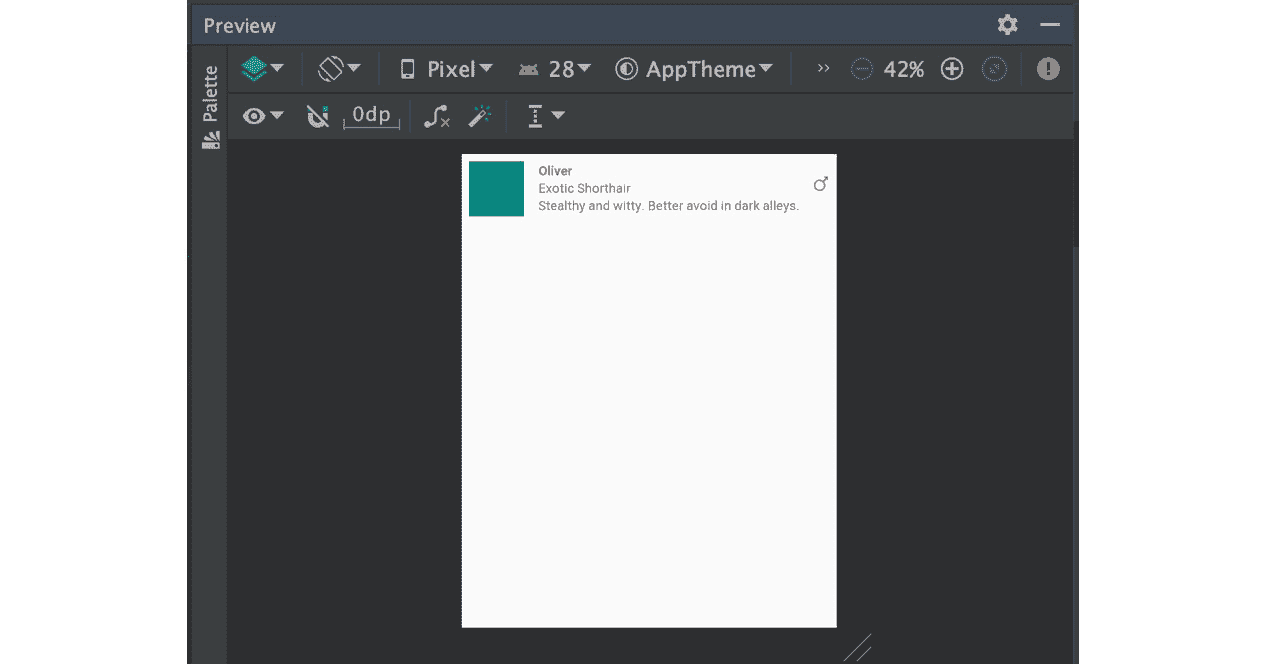 Preview
Palette
Pixel 28 AppTheme 42%
0dp
Oliver
Exotic Shorthair
Stealthy and witty. Better avoid in dark alleys.